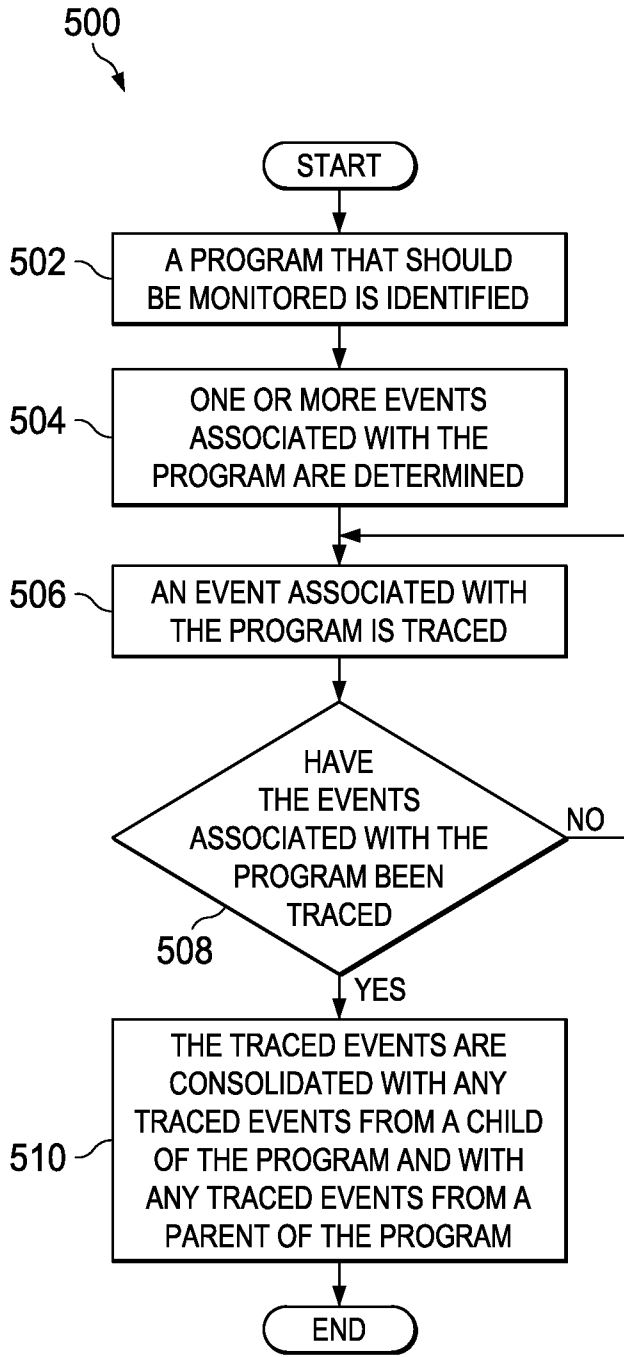 500
START
502
A PROGRAM THAT SHOULD
BE MONITORED IS IDENTIFIED
504
ONE OR MORE EVENTS
ASSOCIATED WITH THE
PROGRAM ARE DETERMINED
506
AN EVENT ASSOCIATED WITH
THE PROGRAM IS TRACED
HAVE
THE EVENTS
ASSOCIATED WITH THE
PROGRAM BEEN
TRACED
NO
508
YES
510
THE TRACED EVENTS ARE
CONSOLIDATED WITH ANY
TRACED EVENTS FROM A CHILD
OF THE PROGRAM AND WITH
ANY TRACED EVENTS FROM A
PARENT OF THE PROGRAM
END